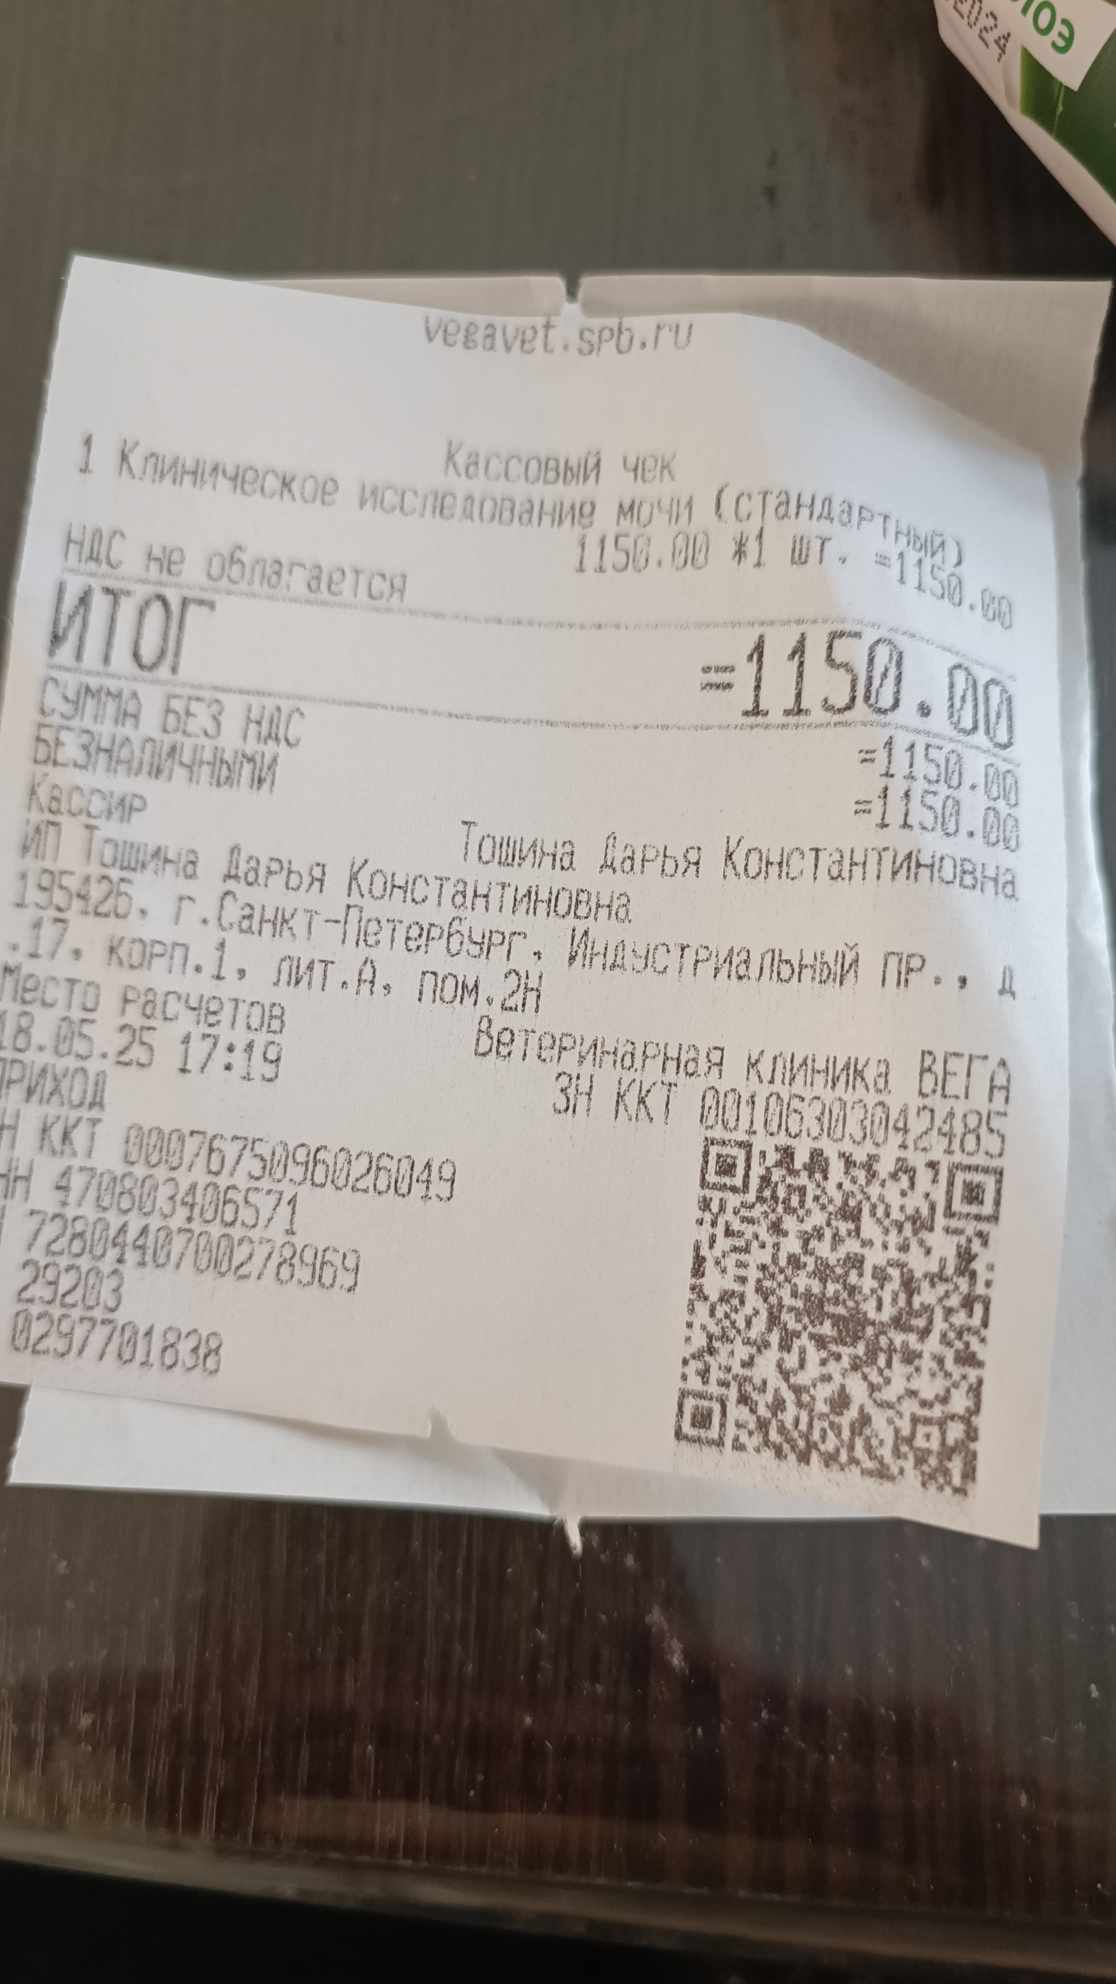 2024
ЮЭ
vegavet.spb.ru
Кассовый чек
1 Клиническое исследование мочи (стандартный)
1150.00 *1 шт. =1150.00
НДС не облагается
ИТОГ =1150.00
СУММА БЕЗ НДС =1150.00
БЕЗНАЛИЧНЫМИ =1150.00
Кассир Тошина Дарья Константиновна
ИП Тошина Дарья Константиновна
195426, г.Санкт-Петербург, Индустриальный пр., д
.17, корп.1, лит.А, пом.2Н
Место расчетов Ветеринарная клиника ВЕГА
18.05.25 17:19 ЗН ККТ 00106303042485
ПРИХОД
Н ККТ 0007675096026049
НН 470803406571
7280440700278969
29203
0297701838